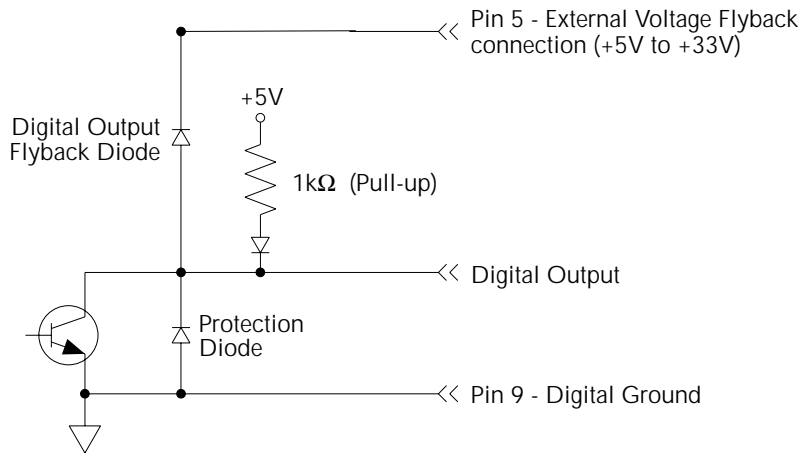 Pin 5 - External Voltage Flyback
connection (+5V to +33V)
+5V
Digital Output
Flyback Diode
1kΩ (Pull-up)
Digital Output
Protection
Diode
Pin 9 - Digital Ground